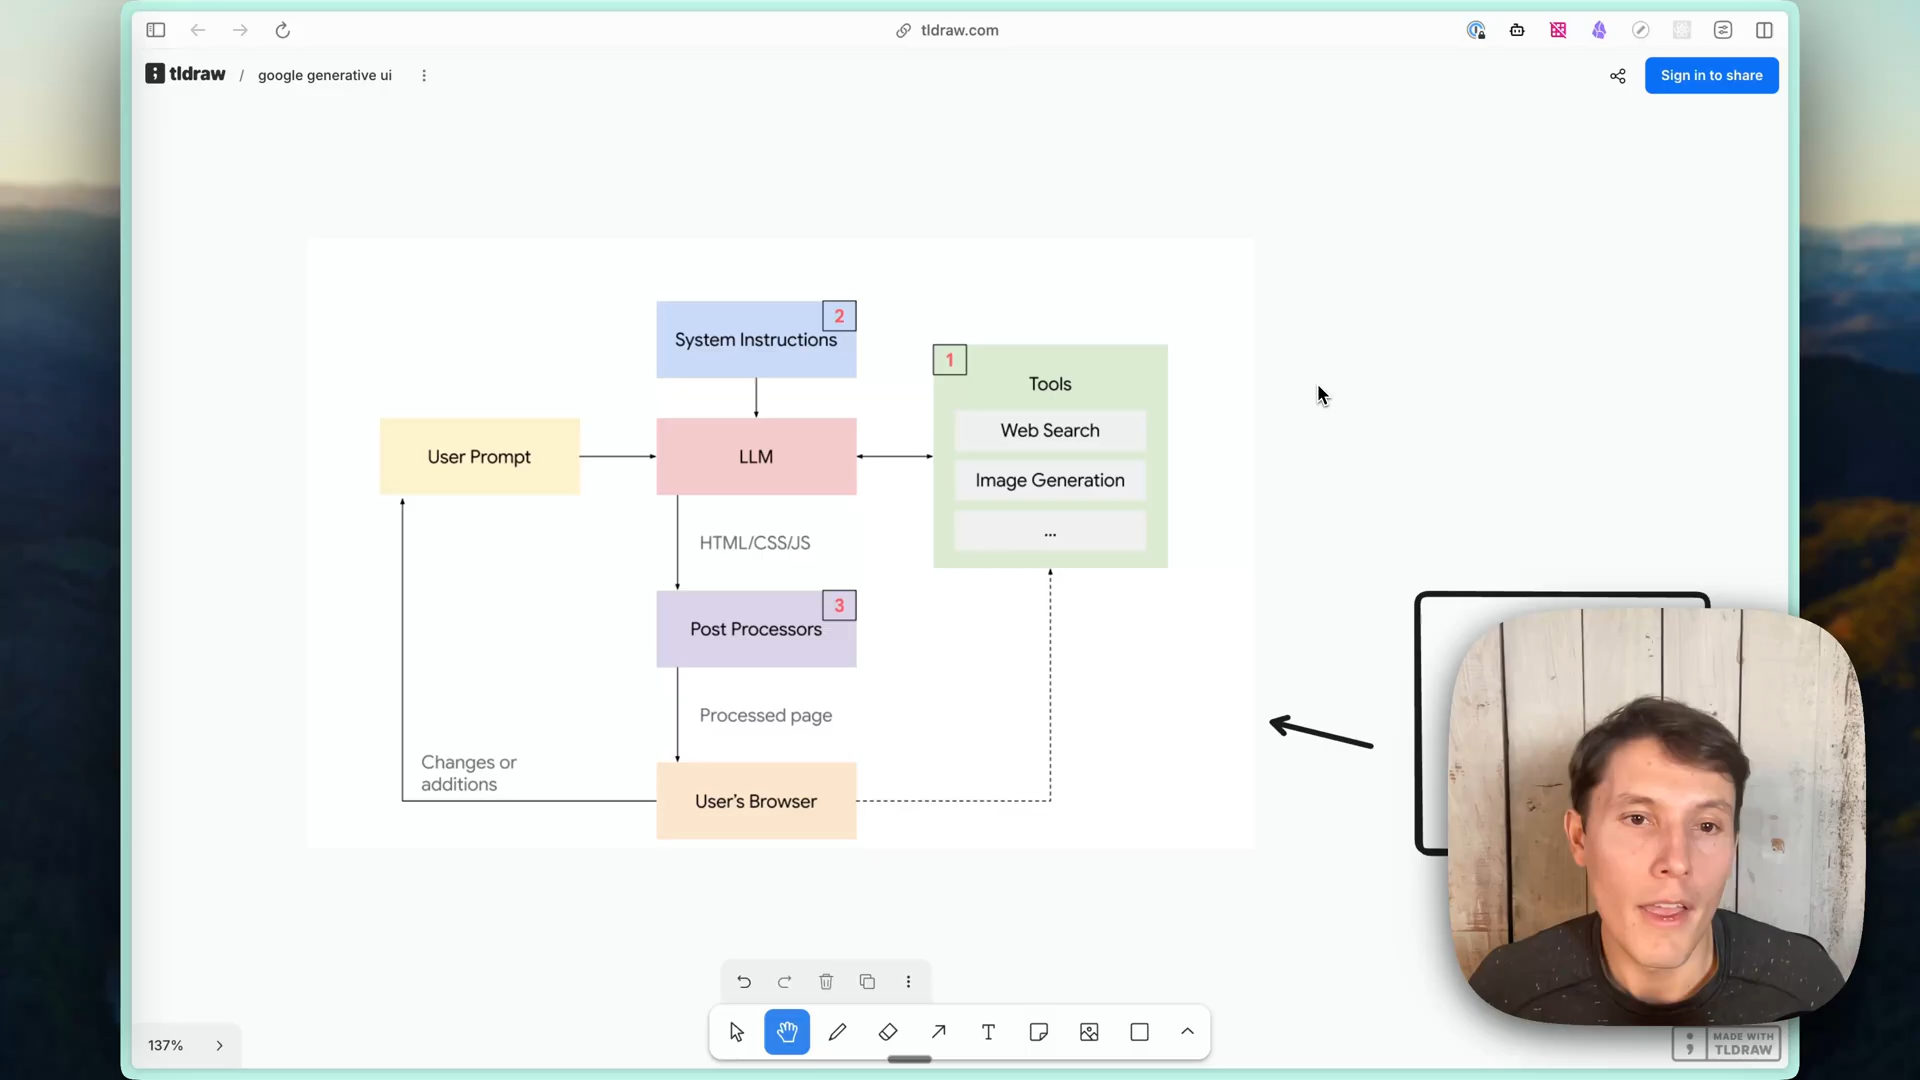 tldraw.com
tldraw / google generative ui
Sign in to share
2
System Instructions
1
Tools
Web Search
Image Generation
...
User Prompt
LLM
HTML/CSS/JS
3
Post Processors
Processed page
Changes or
additions
User's Browser
137%
MADE WITH
TLDRAW